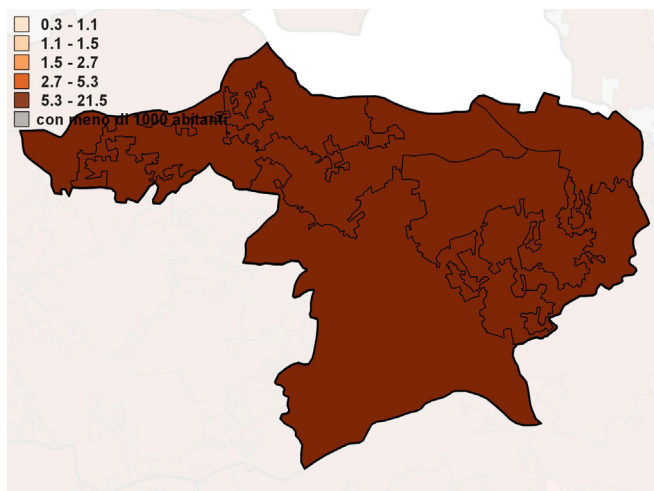 0.3 - 1.1
1.1 - 1.5
1.5 - 2.7
2.7 - 5.3
5.3 - 21.5
con meno di 1000 abitanti